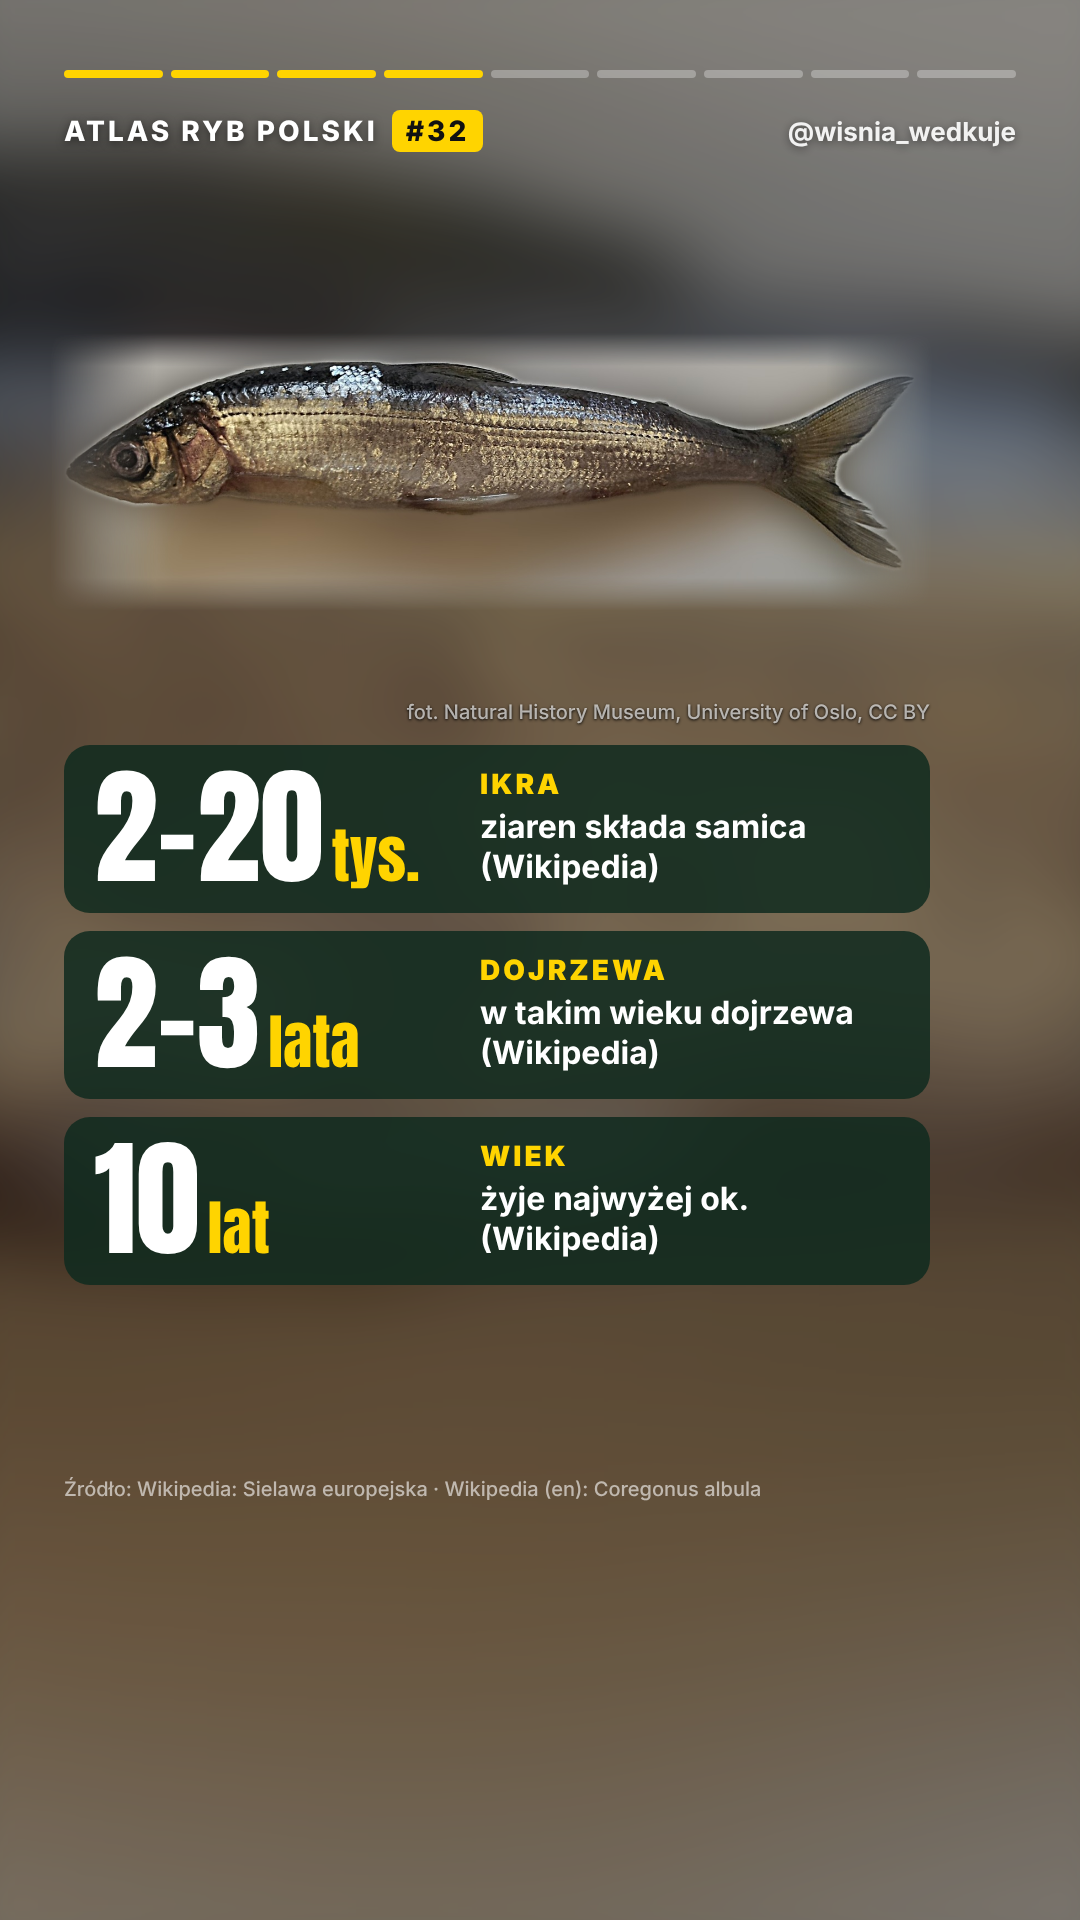 ATLAS RYB POLSKI #32
@wisnia_wedkuje
fot. Natural History Museum, University of Oslo, CC BY
2-20 tys.
IKRA
ziaren składa samica
(Wikipedia)
2-3 lata
DOJRZEWA
w takim wieku dojrzewa
(Wikipedia)
10 lat
WIEK
żyje najwyżej ok.
(Wikipedia)
Źródło: Wikipedia: Sielawa europejska · Wikipedia (en): Coregonus albula